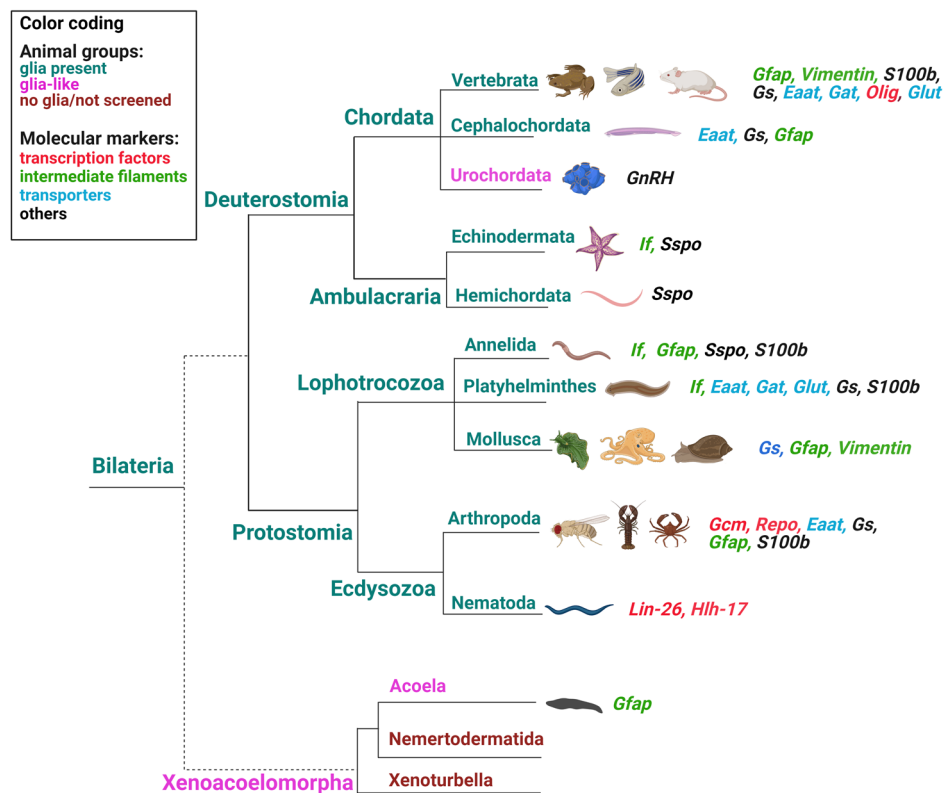 Color coding
Animal groups:
glia present
glia-like
no glia/not screened
Molecular markers:
transcription factors
intermediate filaments
transporters
others
Vertebrata
Gfap, Vimentin, S100b,
Gs, Eaat, Gat, Olig, Glut
Chordata
Cephalochordata
Eaat, Gs, Gfap
Urochordata
GnRH
Deuterostomia
Echinodermata
If, Sspo
Ambulacraria
Hemichordata
Sspo
Annelida
If, Gfap, Sspo, S100b
Lophotrocozoa
Platyhelminthes
If, Eaat, Gat, Glut, Gs, S100b
Mollusca
Gs, Gfap, Vimentin
Bilateria
Protostomia
Arthropoda
Gcm, Repo, Eaat, Gs,
Gfap, S100b
Ecdysozoa
Nematoda
Lin-26, Hlh-17
Acoela
Gfap
Nemertodermatida
Xenoacoelomorpha
Xenoturbella